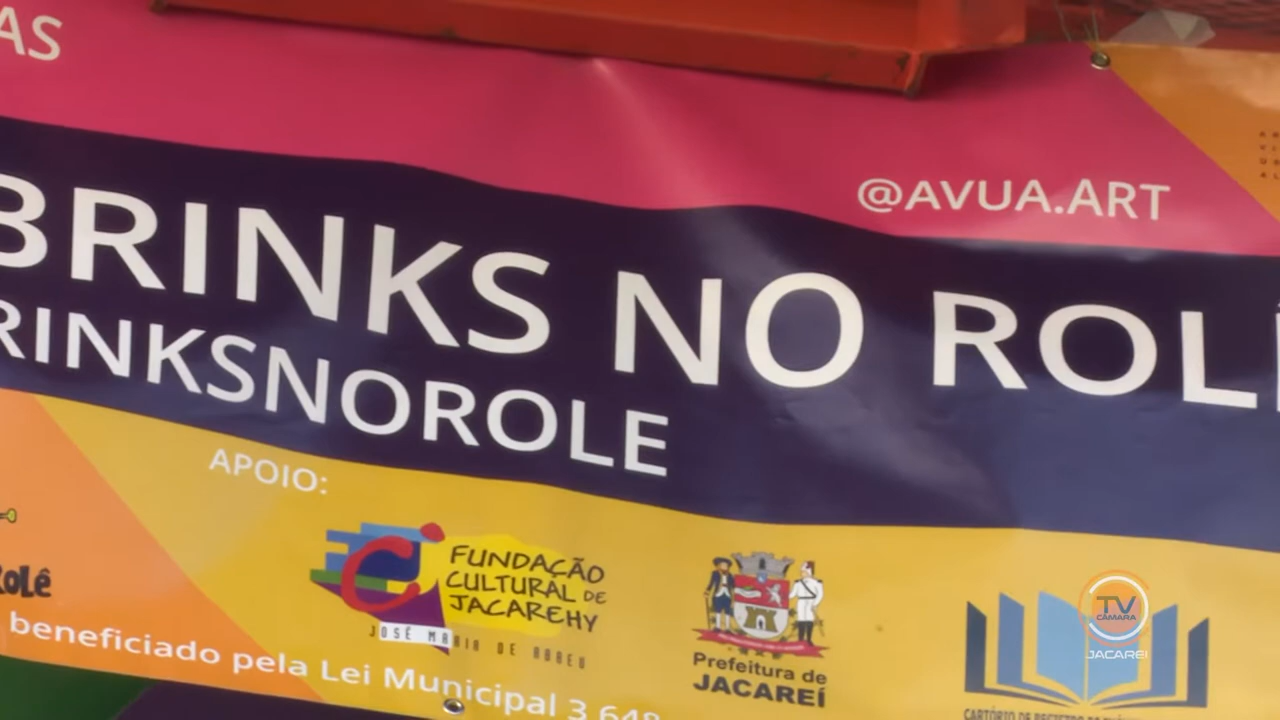 AS
@AVUA.ART
BRINKS NO ROLÊ
RINKSNOROLE
APOIO:
FUNDAÇÃO
CULTURAL DE
JACAREHY
JOSÉ MARIA DE ABREU
Prefeitura de
JACAREÍ
TV
CÂMARA
JACAREÍ
ROLÊ
beneficiado pela Lei Municipal 3.648